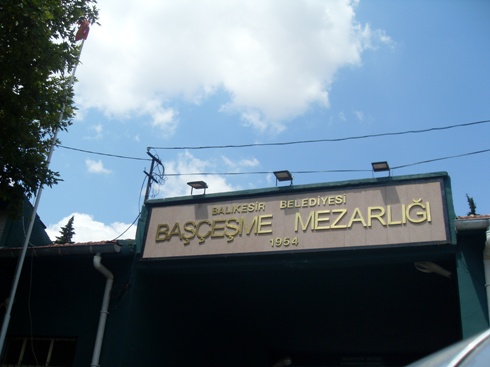 BALIKESİR BELEDİYESİ
BAŞÇEŞME MEZARLIĞI
1954